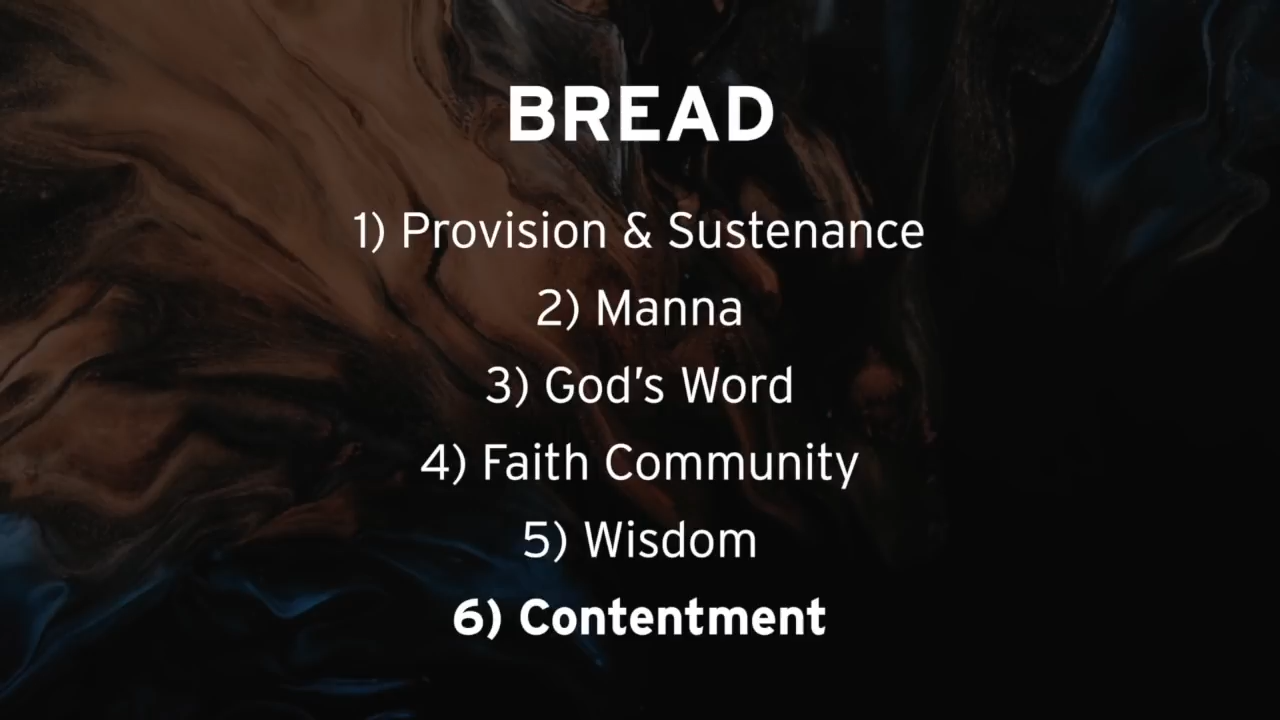 BREAD
1) Provision & Sustenance
2) Manna
3) God’s Word
4) Faith Community
5) Wisdom
6) Contentment